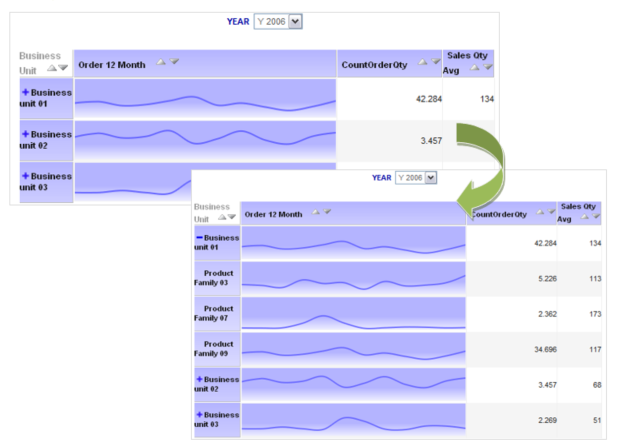 YEAR Y 2006
Business Unit Order 12 Month CountOrderQty Sales Qty Avg
+Business unit 01 42.284 134
+Business unit 02 3.457
+Business unit 03
YEAR Y 2006
Business Unit Order 12 Month CountOrderQty Sales Qty Avg
−Business unit 01 42.284 134
Product Family 03 5.226 113
Product Family 07 2.362 173
Product Family 09 34.696 117
+Business unit 02 3.457 68
+Business unit 03 2.269 51